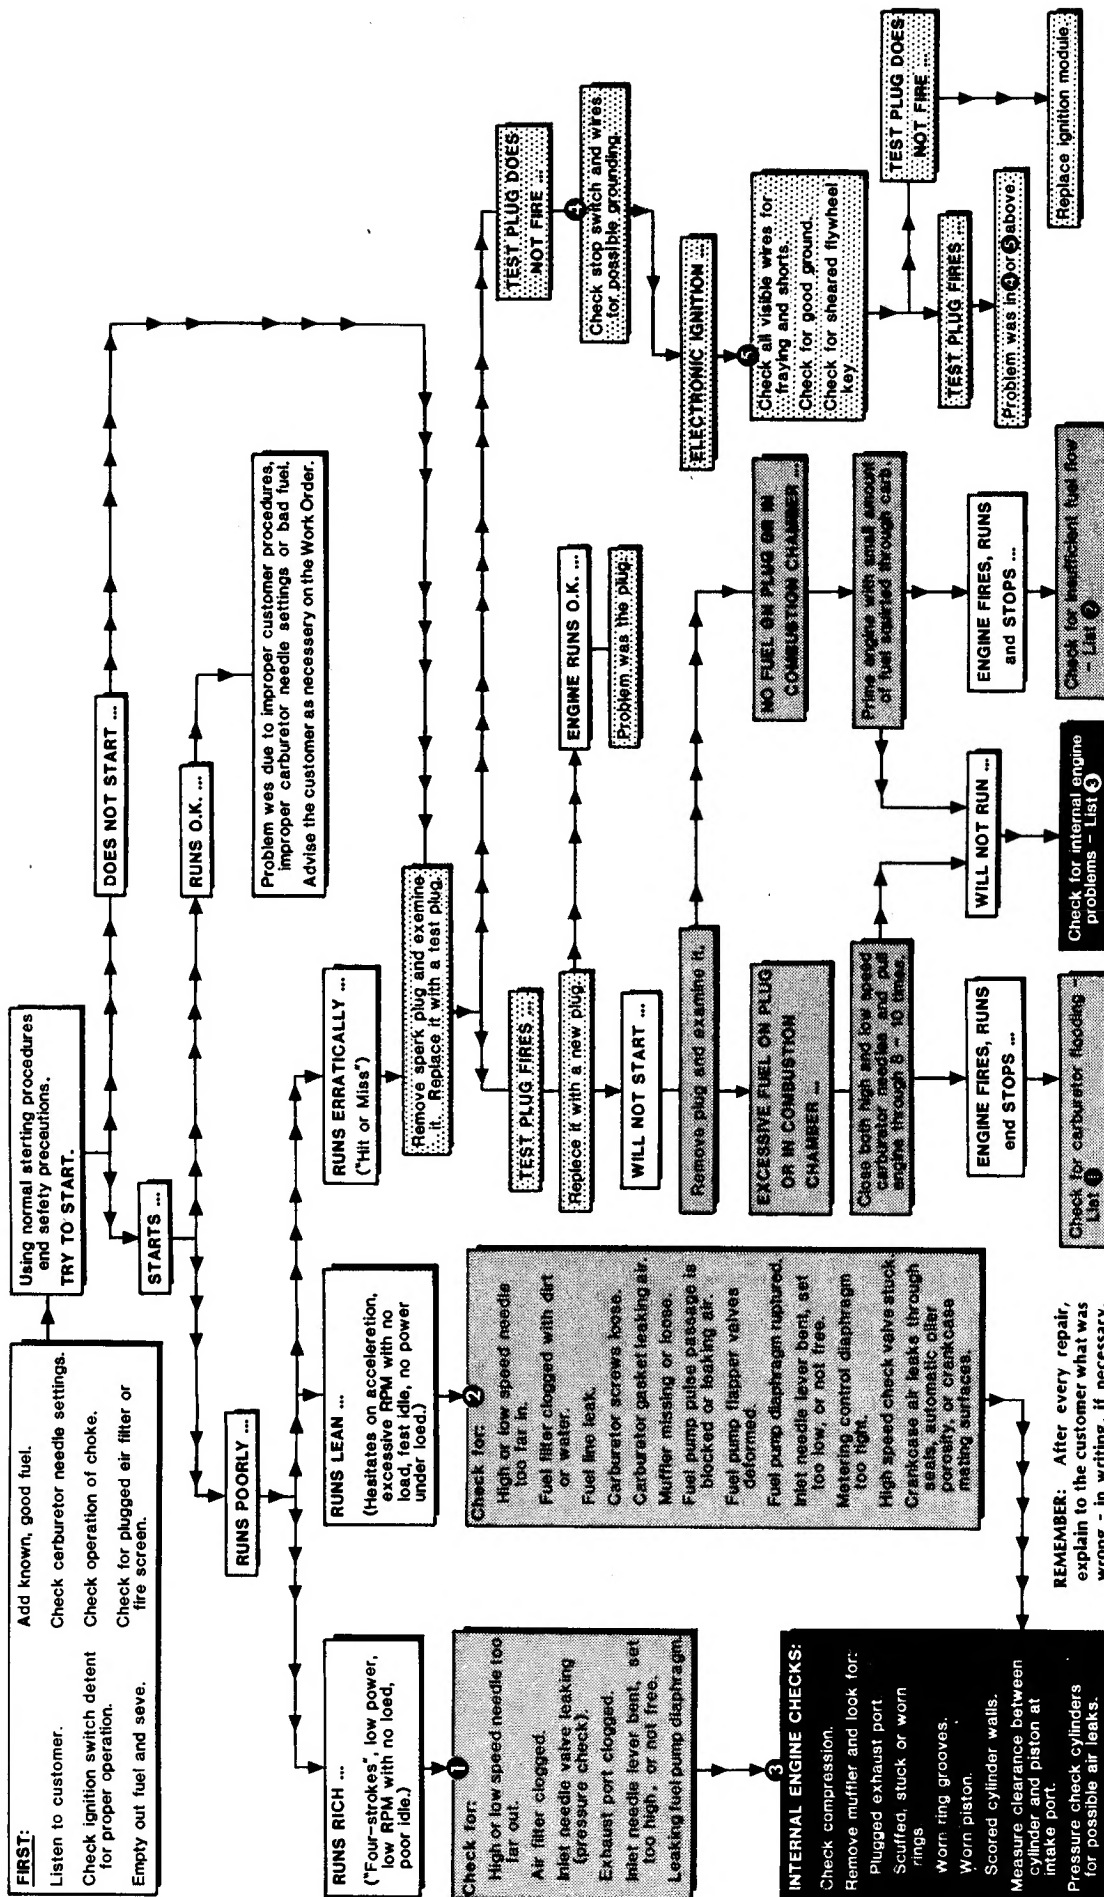 FIRST:
Listen to customer.
Check ignition switch detent
for proper operation.
Empty out fuel and seve.
Add known, good fuel.
Check cerburetor needle settings.
Check operation of choke.
Check for plugged eir filter or
fire screen.
Using normal sterting procedures
end sefety precautions.
TRY TO START.
STARTS ...
DOES NOT START ...
RUNS O.K. ...
Problem wes due to improper customer procedures,
improper carburetor needle settings or bad fuel.
Advise the customer as necessery on the Work Order.
RUNS POORLY ...
RUNS RICH ...
("Four-strokes", low power,
low RPM with no loed,
poor idle.)
1
Check for:
High or low speed needle too
far out.
Air filter clogged.
Inlet needle valve leaking
(pressure check).
Exhaust port clogged.
Inlet needle lever bent, set
too high, or not free.
Leaking fuel pump diaphragm.
3
INTERNAL ENGINE CHECKS:
Check compression.
Remove muffler and look for:
Plugged exhaust port
Scuffed, stuck or worn
rings
Worn ring grooves.
Worn piston.
Scored cylinder walls.
Measure clearance between
cylinder and piston at
intake port.
Pressure check cylinders
for possible air leaks.
RUNS LEAN ...
(Hesitates on acceleration,
excessive RPM with no
load, fest idle, no power
under loed.)
2
Check for:
High or low speed needle
too far in.
Fuel filter clogged with dirt
or water.
Fuel line leak.
Carburetor screws loose.
Carburetor gasket leaking air.
Muffler missing or loose.
Fuel pump pulse passage is
blocked or leaking air.
Fuel pump flapper valves
deformed.
Fuel pump diaphragm ruptured.
Inlet needle lever bent, set
too low, or not free.
Metering control diaphragm
too tight.
High speed check valve stuck.
Crankcase air leaks through
seals, automatic oiler
porosity, or crankcase
mating surfaces.
REMEMBER: After every repair,
explain to the customer what was
wrong - in writing, if necessary.
RUNS ERRATICALLY ...
("Hit or Miss")
Remove sperk plug and exemine
it. Replace it with a test plug.
TEST PLUG FIRES ...
Replece it with a new plug.
ENGINE RUNS O.K. ...
Problem was the plug.
WILL NOT START ...
Remove plug and examine it.
EXCESSIVE FUEL ON PLUG
OR IN COMBUSTION
CHAMBER ...
Close both high and low speed
carburetor needles and pull
engine through 8 - 10 times.
ENGINE FIRES, RUNS
end STOPS ...
Check for carburator flooding -
List 1
NO FUEL ON PLUG OR IN
COMBUSTION CHAMBER ...
Prime engine with small amount
of fuel squirted through carb.
WILL NOT RUN ...
Check for internal engine
problems - List 3
ENGINE FIRES, RUNS
and STOPS ...
Check for insufficient fuel flow
- List 2
TEST PLUG DOES
NOT FIRE ...
4
Check stop switch and wires
for possible grounding.
ELECTRONIC IGNITION ...
5
Check all visible wires for
fraying and shorts.
Check for good ground.
Check for sheared flywheel
key.
TEST PLUG FIRES ...
Problem was in 4 or 5 above.
TEST PLUG DOES
NOT FIRE ...
Replace ignition module.